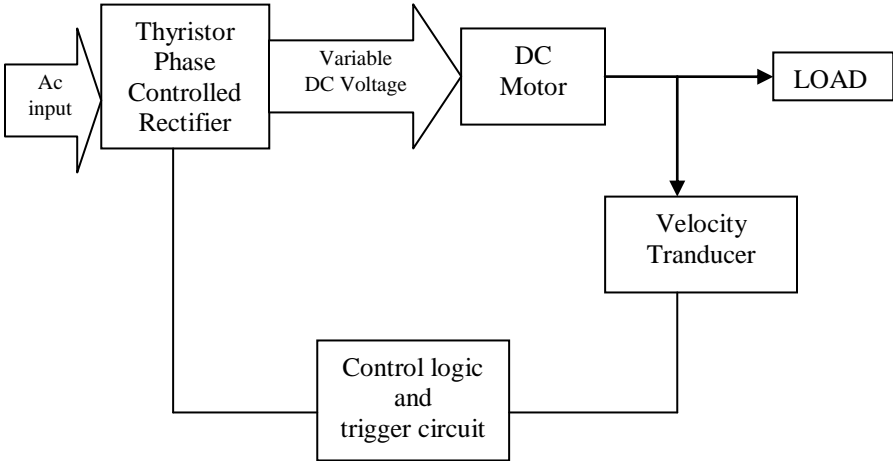 Ac
input
Thyristor
Phase
Controlled
Rectifier
Variable
DC Voltage
DC
Motor
LOAD
Velocity
Tranducer
Control logic
and
trigger circuit